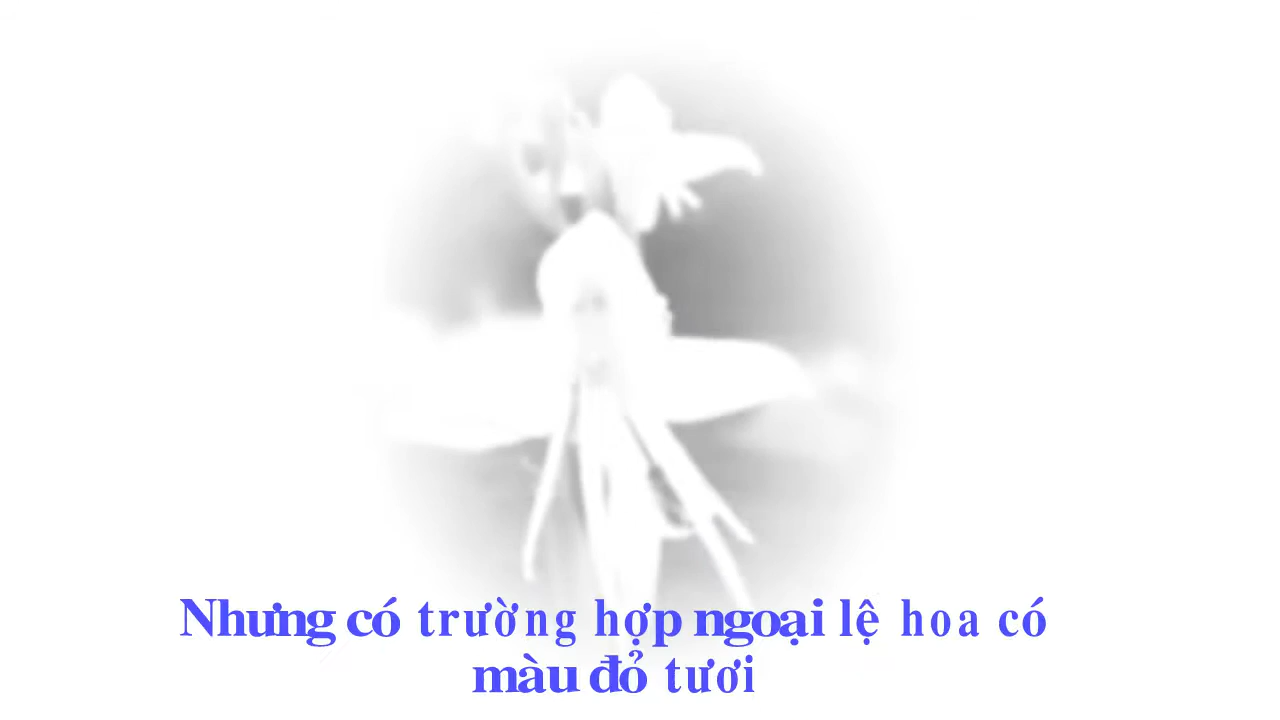 Nhưng có trường hợp ngoại lệ hoa có
màu đỏ tươi